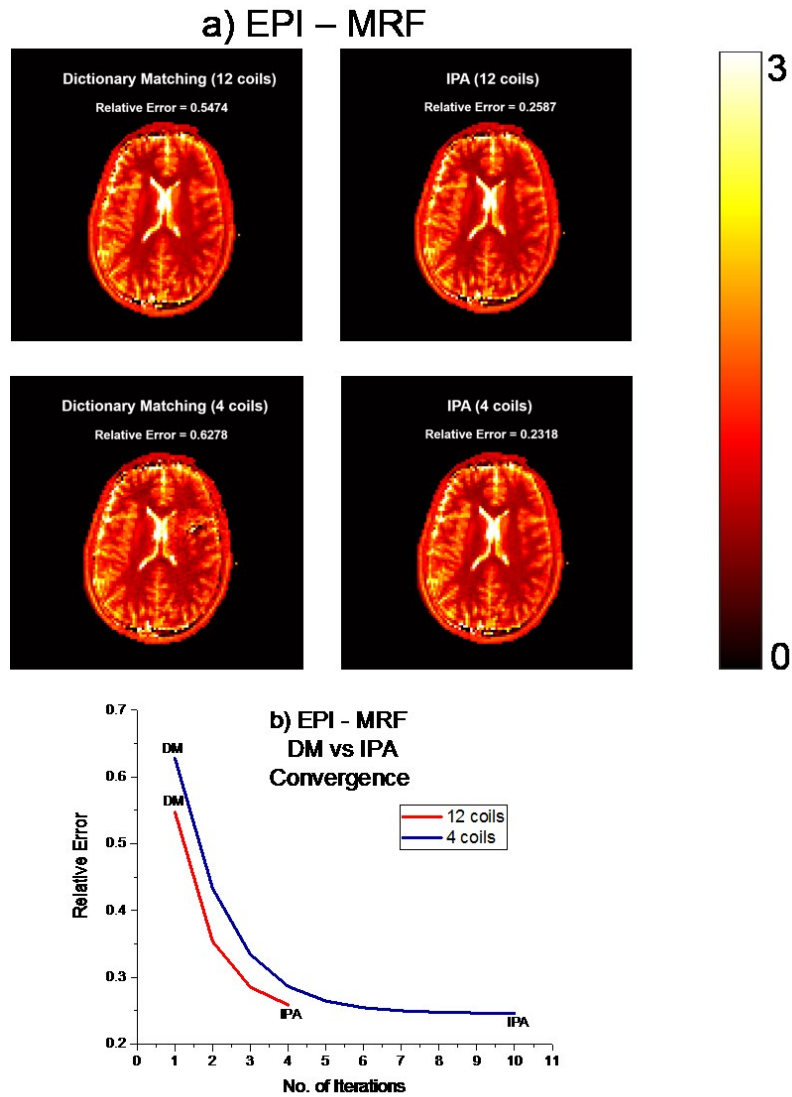 a) EPI – MRF
Dictionary Matching (12 coils)
Relative Error = 0.5474
IPA (12 coils)
Relative Error = 0.2587
3
Dictionary Matching (4 coils)
Relative Error = 0.6278
IPA (4 coils)
Relative Error = 0.2318
0
b) EPI - MRF
DM vs IPA
Convergence
12 coils
4 coils
DM
DM
IPA
IPA
Relative Error
0.7
0.6
0.5
0.4
0.3
0.2
0 1 2 3 4 5 6 7 8 9 10 11
No. of Iterations